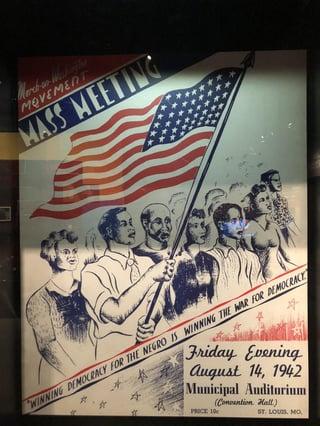 March-on-Washington
MOVEMENT
MASS MEETING
"WINNING DEMOCRACY FOR THE NEGRO IS WINNING THE WAR FOR DEMOCRACY."
Friday Evening
August 14, 1942
Municipal Auditorium
(Convention Hall)
PRICE 10c ST. LOUIS, MO.